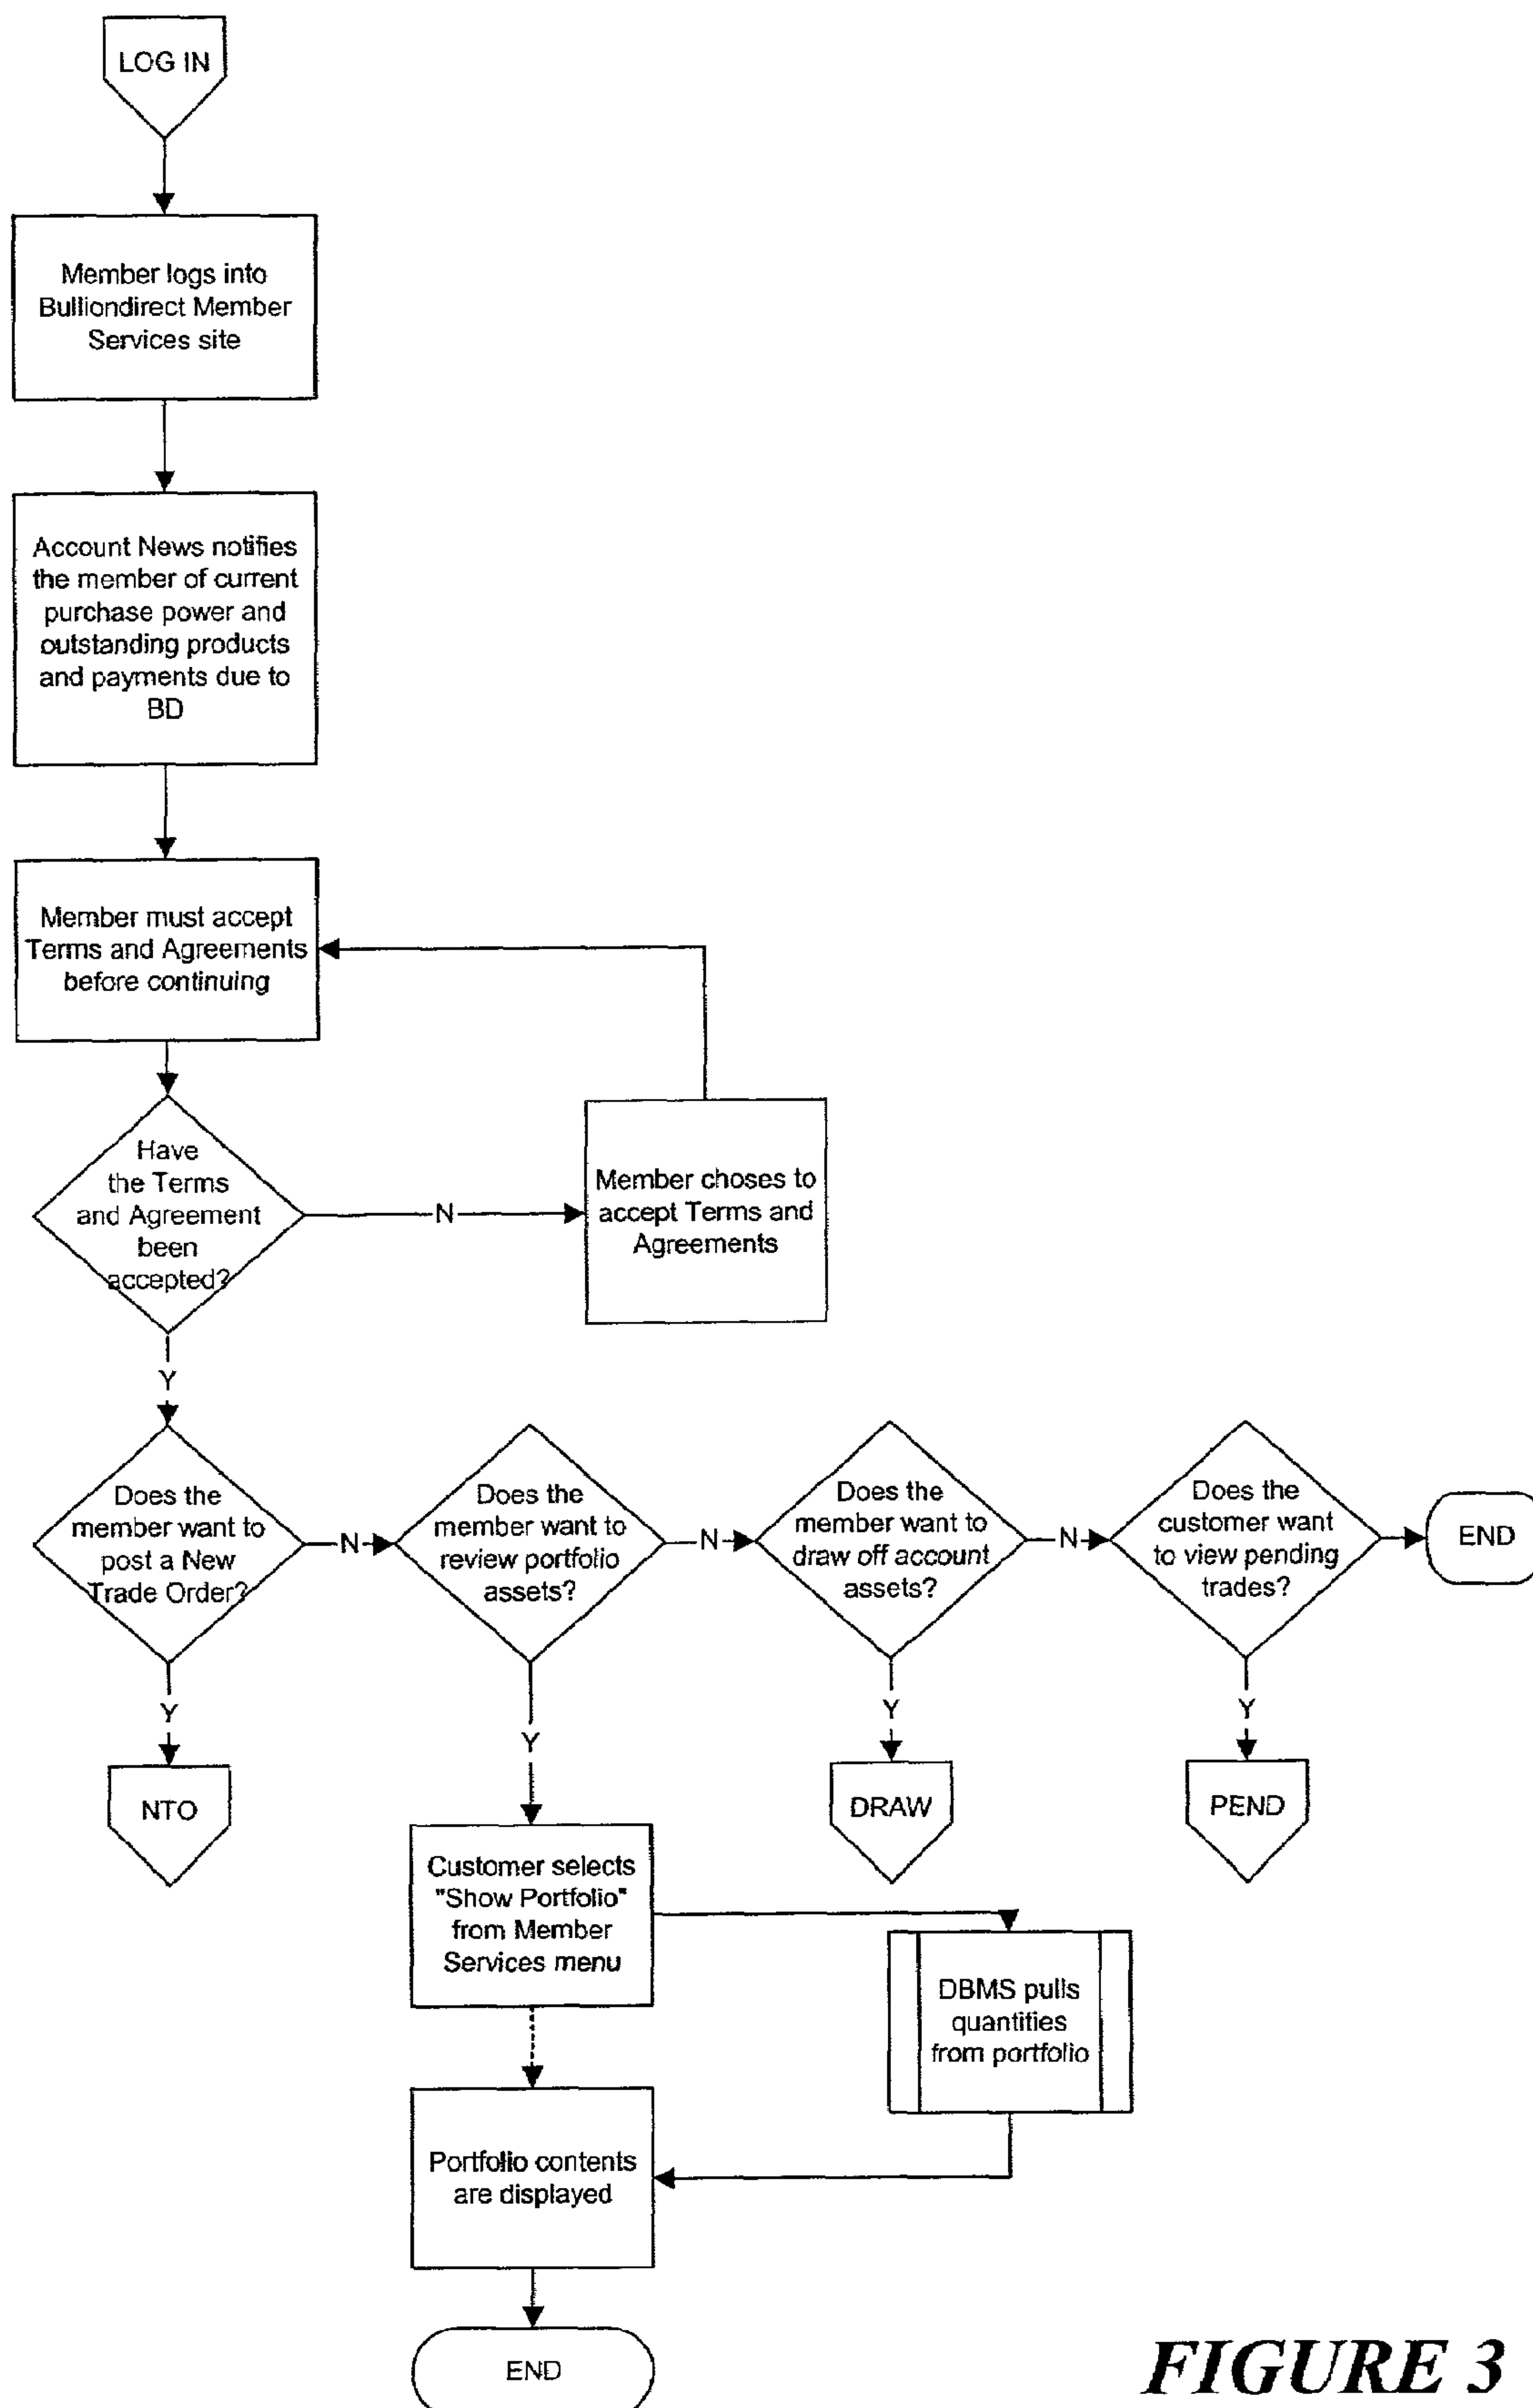 LOG IN
Member logs into
Bulliondirect Member
Services site
Account News notifies
the member of current
purchase power and
outstanding products
and payments due to
BD
Member must accept
Terms and Agreements
before continuing
Have
the Terms
and Agreement
been
accepted?
N
Member choses to
accept Terms and
Agreements
Y
Does the
member want to
post a New
Trade Order?
N
Does the
member want to
review portfolio
assets?
N
Does the
member want to
draw off account
assets?
N
Does the
customer want
to view pending
trades?
END
Y
NTO
Y
Y
DRAW
Y
PEND
Customer selects
"Show Portfolio"
from Member
Services menu
DBMS pulls
quantities
from portfolio
Portfolio contents
are displayed
END
FIGURE 3